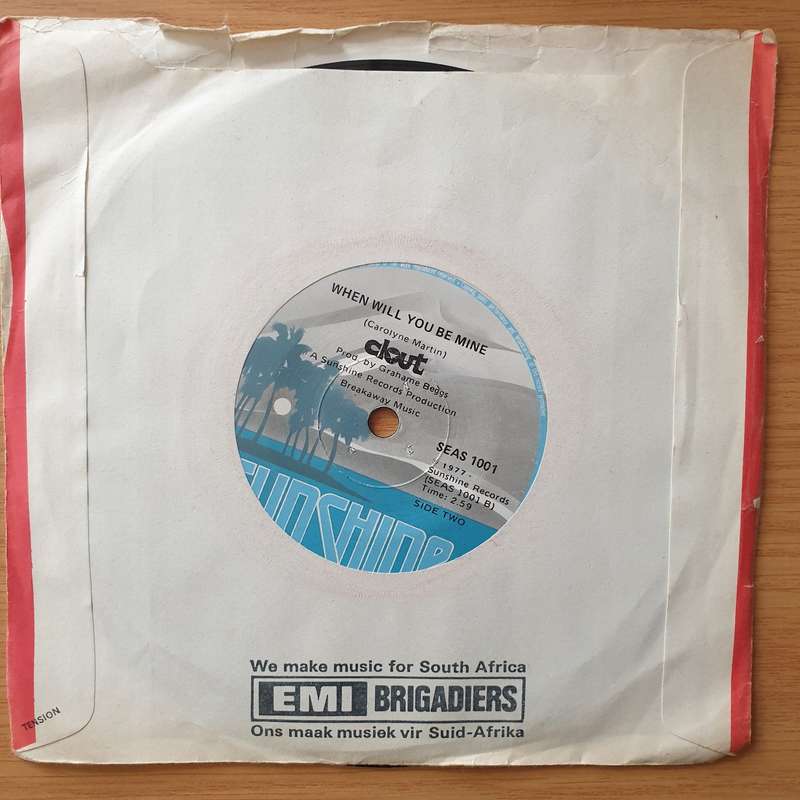 WHEN WILL YOU BE MINE
(Carolyne Martin)
clout
Prod. by Grahame Beggs
A Sunshine Records Production
Breakaway Music
SEAS 1001
1977
Sunshine Records
(SEAS 1001 B)
Time: 2.59
SIDE TWO
SUNSHINE
We make music for South Africa
EMI BRIGADIERS
Ons maak musiek vir Suid-Afrika
TENSION